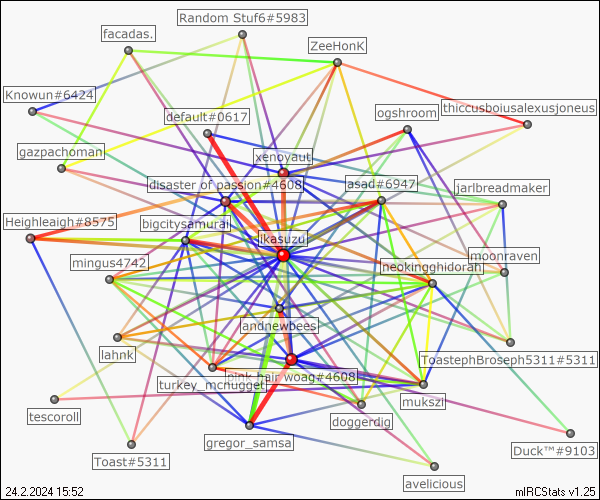 Random Stuf6#5983
facadas.
ZeeHonK
Knowun#6424
thiccusboiusalexusjoneus
default#0617
ogshroom
gazpachoman
xenoyaut
disaster of passion#4608
asad#6947
jarlbreadmaker
Heighleaigh#8575
bigcitysamurai
ikasuzu
moonraven
mingus4742
neokingghidorah
andnewbees
lahnk
ToastephBroseph5311#5311
pink hair woag#4608
turkey_mcnugget
mukszi
tescoroll
doggerdjg
gregor_samsa
Duck™#9103
Toast#5311
avelicious
24.2.2024 15:52
mIRCStats v1.25